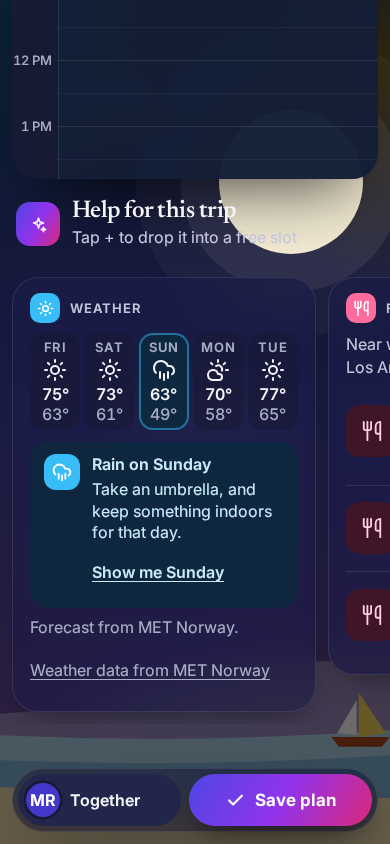 12 PM
1 PM
Help for this trip
Tap + to drop it into a free slot
WEATHER
FRI SAT SUN MON TUE
75° 73° 63° 70° 77°
63° 61° 49° 58° 65°
Near
Los A
Rain on Sunday
Take an umbrella, and
keep something indoors
for that day.
Show me Sunday
Forecast from MET Norway.
Weather data from MET Norway
MR Together
Save plan